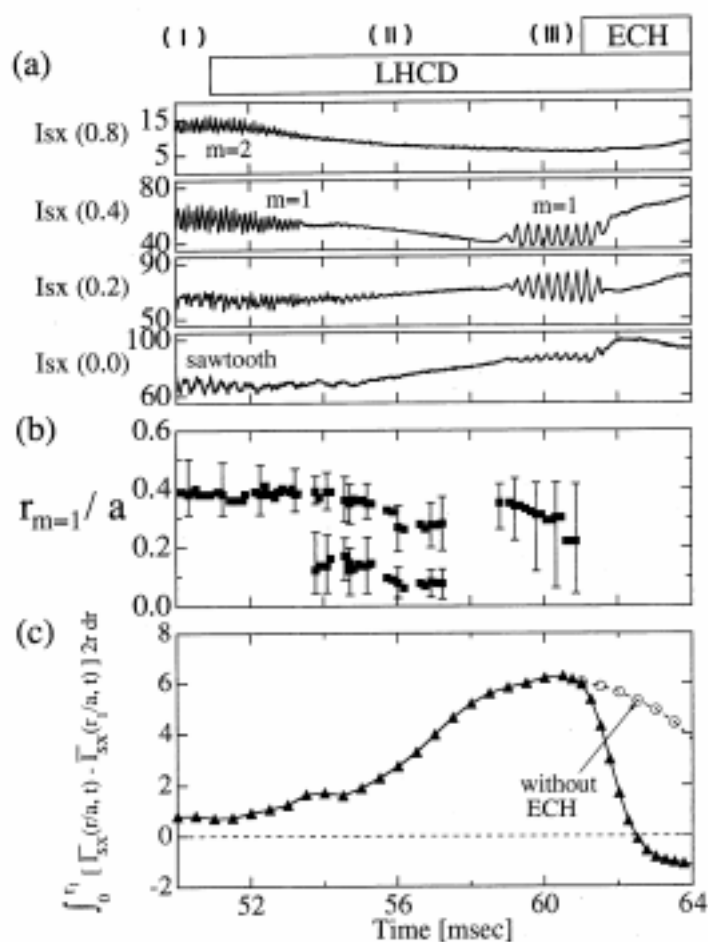 ( I ) ( II ) ( III ) ECH
(a) LHCD
Isx (0.8) 15 5 m=2
Isx (0.4) 80 40 m=1 m=1
Isx (0.2) 90 50
Isx (0.0) 100 60 sawtooth
(b) 0.6
0.4
r_{m=1} / a
0.2
0.0
(c) 8
6
4
2
0
-2
∫_0^{r_1} [ I̅_{SX}(r/a, t) - I̅_{SX}(r_1/a, t) ] 2r dr
without
ECH
52 56 60 64
Time [msec]